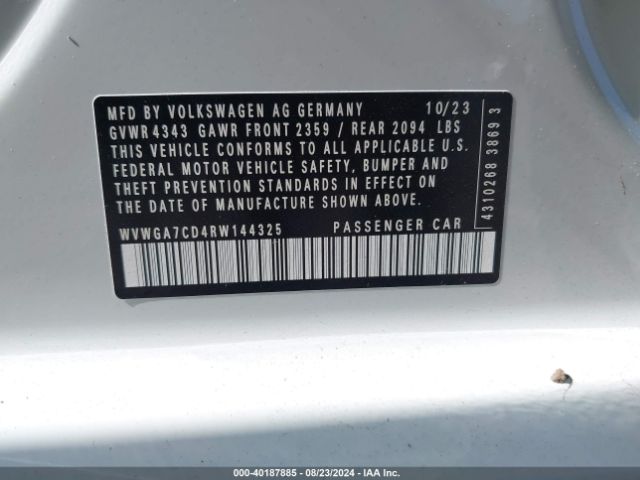 MFD BY VOLKSWAGEN AG GERMANY 10/23
GVWR 4343 GAWR FRONT 2359 / REAR 2094 LBS
THIS VEHICLE CONFORMS TO ALL APPLICABLE U.S.
FEDERAL MOTOR VEHICLE SAFETY, BUMPER AND
THEFT PREVENTION STANDARDS IN EFFECT ON
THE DATE OF MANUFACTURE SHOWN ABOVE.
WVWGA7CD4RW144325 PASSENGER CAR
4310268 3869 3
©IAA-40187885 / 08/23/2024 - IAAI.COM